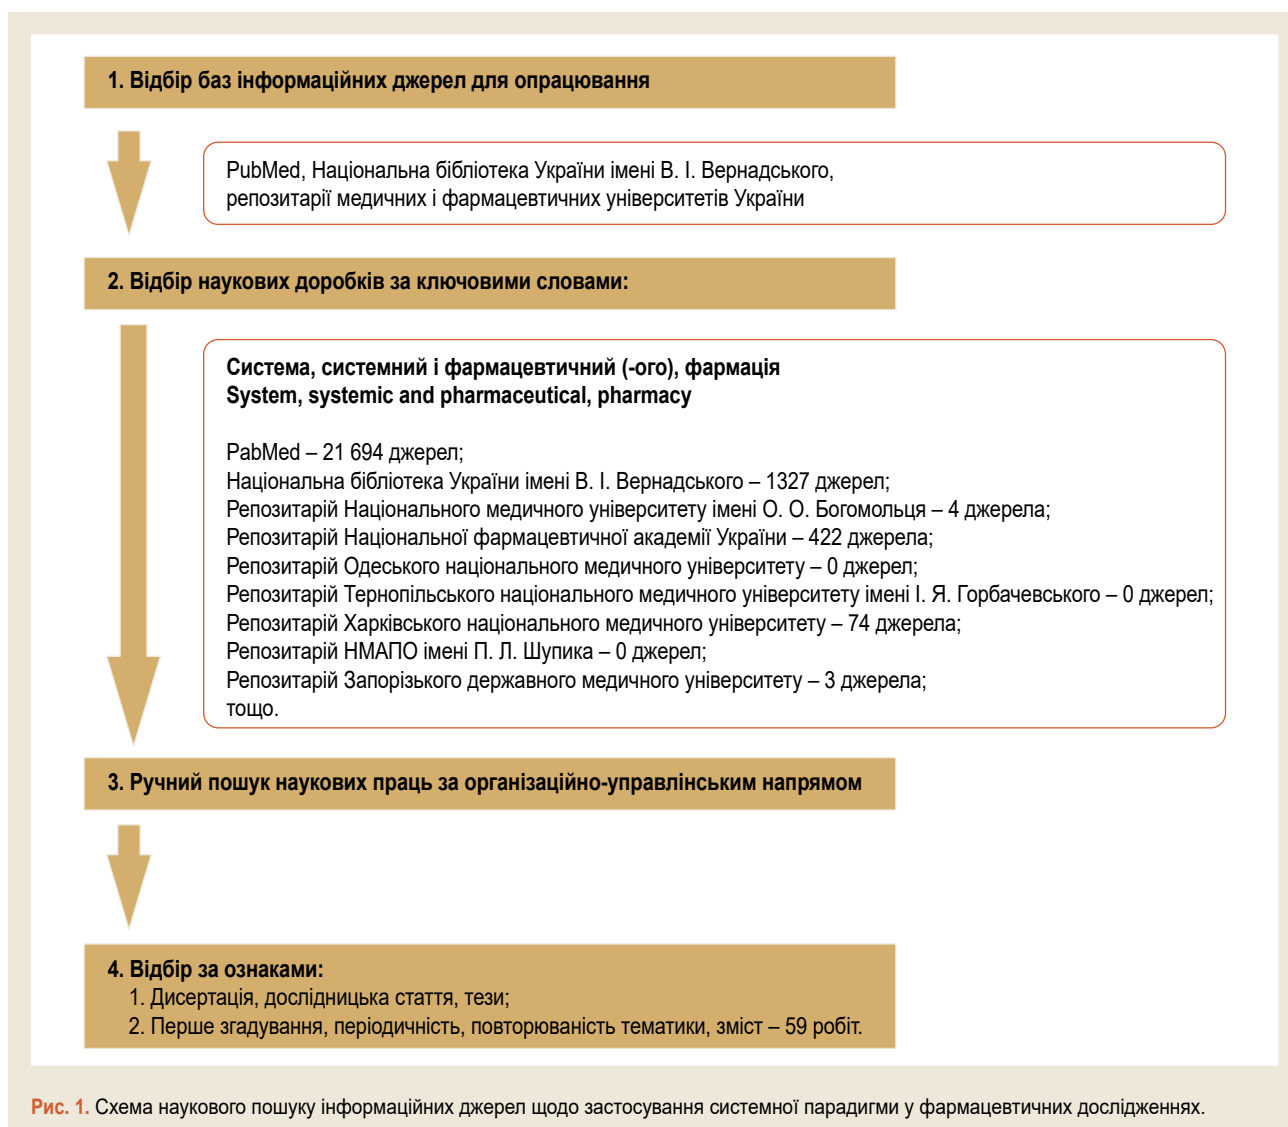 1. Відбір баз інформаційних джерел для опрацювання
PubMed, Національна бібліотека України імені В. І. Вернадського,
репозитарії медичних і фармацевтичних університетів України
2. Відбір наукових доробків за ключовими словами:
Система, системний і фармацевтичний (-ого), фармація
System, systemic and pharmaceutical, pharmacy
PabMed – 21 694 джерел;
Національна бібліотека України імені В. І. Вернадського – 1327 джерел;
Репозитарій Національного медичного університету імені О. О. Богомольця – 4 джерела;
Репозитарій Національної фармацевтичної академії України – 422 джерела;
Репозитарій Одеського національного медичного університету – 0 джерел;
Репозитарій Тернопільського національного медичного університету імені І. Я. Горбачевського – 0 джерел;
Репозитарій Харківського національного медичного університету – 74 джерела;
Репозитарій НМАПО імені П. Л. Шупика – 0 джерел;
Репозитарій Запорізького державного медичного університету – 3 джерела;
тощо.
3. Ручний пошук наукових праць за організаційно-управлінським напрямом
4. Відбір за ознаками:
1. Дисертація, дослідницька стаття, тези;
2. Перше згадування, періодичність, повторюваність тематики, зміст – 59 робіт.
Рис. 1. Схема наукового пошуку інформаційних джерел щодо застосування системної парадигми у фармацевтичних дослідженнях.